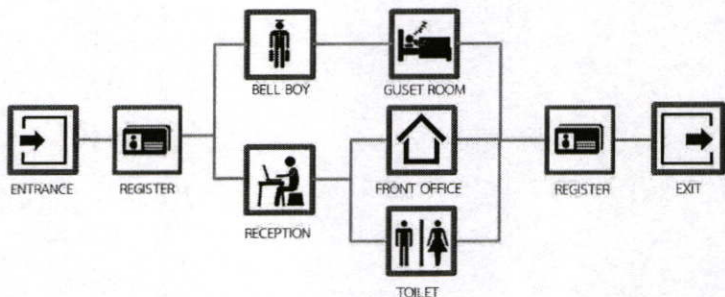 BELL BOY
GUSET ROOM
ENTRANCE
REGISTER
RECEPTION
FRONT OFFICE
TOILET
REGISTER
EXIT